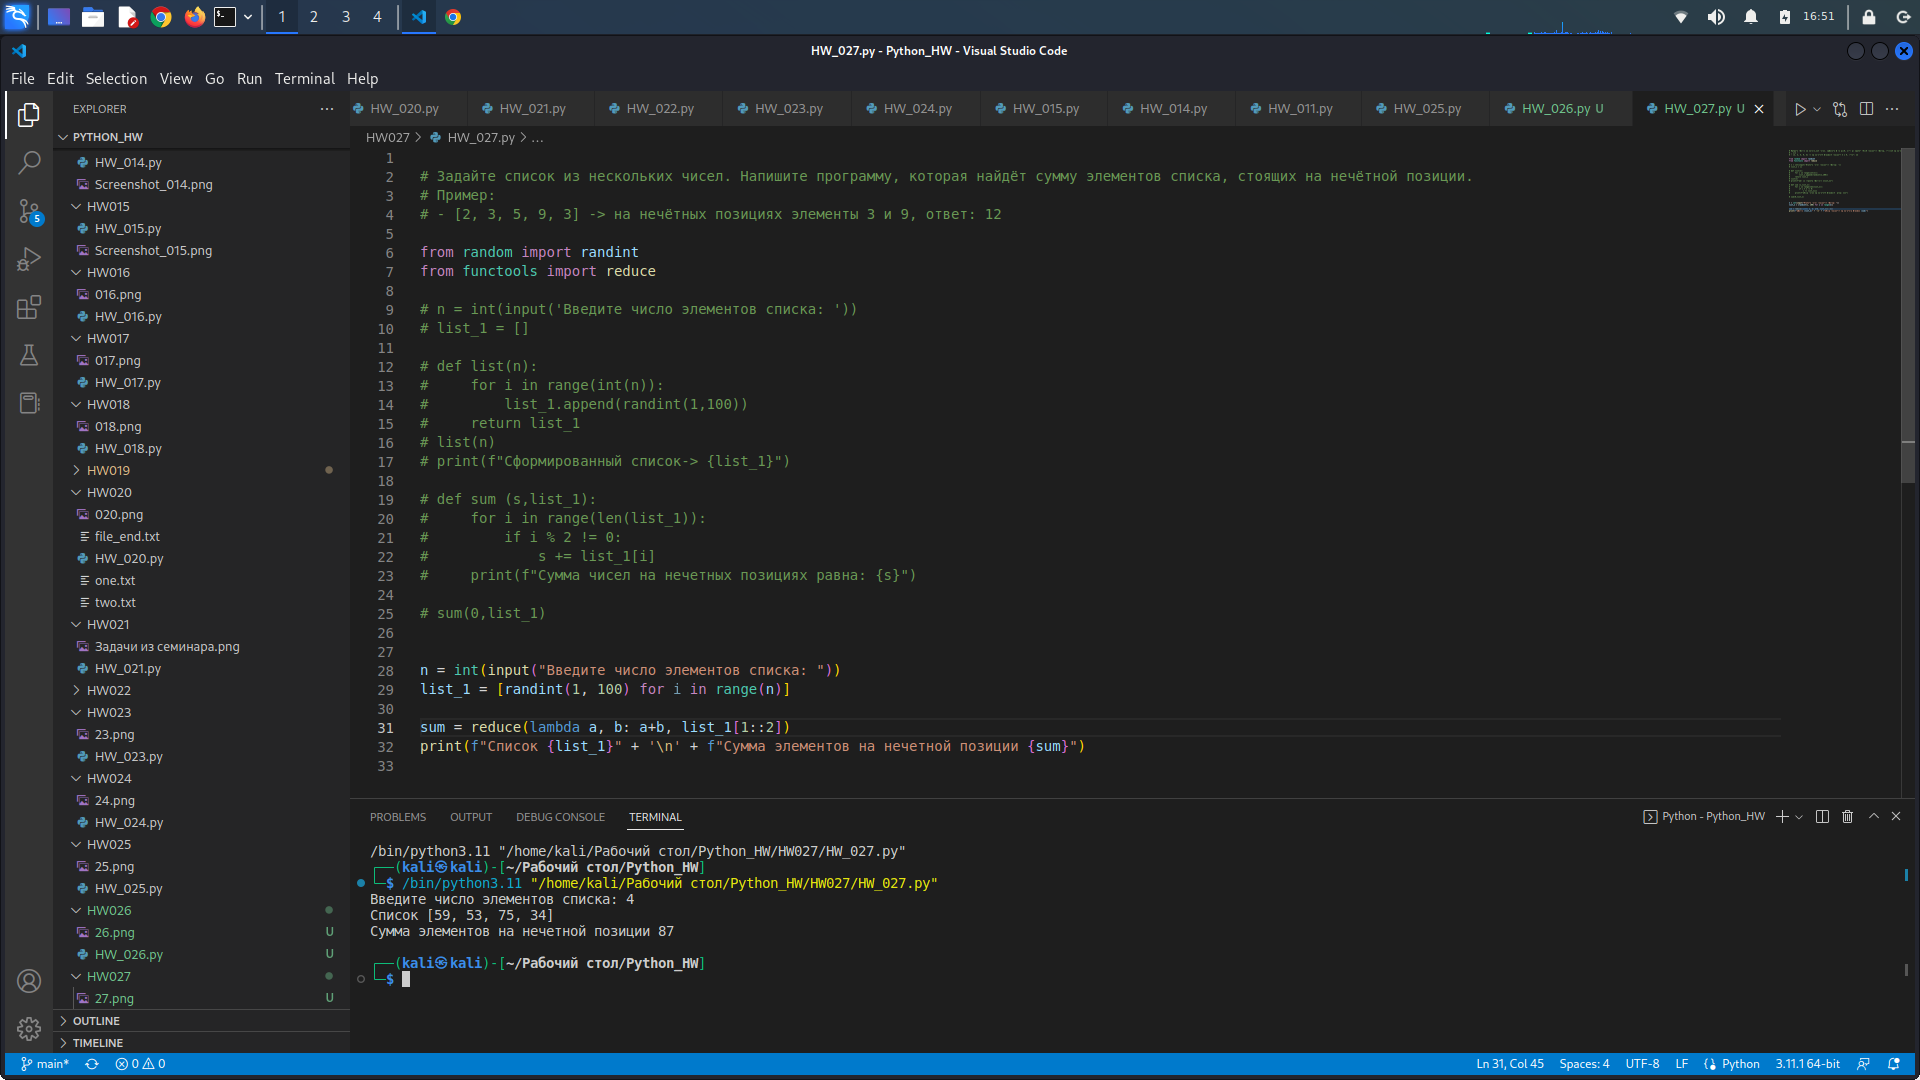 1 2 3 4 16:51
HW_027.py - Python_HW - Visual Studio Code
File Edit Selection View Go Run Terminal Help
EXPLORER
PYTHON_HW
HW_014.py
Screenshot_014.png
HW015
HW_015.py
Screenshot_015.png
HW016
016.png
HW_016.py
HW017
017.png
HW_017.py
HW018
018.png
HW_018.py
HW019
HW020
020.png
file_end.txt
HW_020.py
one.txt
two.txt
HW021
Задачи из семинара.png
HW_021.py
HW022
HW023
23.png
HW_023.py
HW024
24.png
HW_024.py
HW025
25.png
HW_025.py
HW026
26.png U
HW_026.py U
HW027
27.png U
OUTLINE
TIMELINE
5
HW_020.py HW_021.py HW_022.py HW_023.py HW_024.py HW_015.py HW_014.py HW_011.py HW_025.py HW_026.py U HW_027.py U
HW027 > HW_027.py > ...
1
2 # Задайте список из нескольких чисел. Напишите программу, которая найдёт сумму элементов списка, стоящих на нечётной позиции.
3 # Пример:
4 # - [2, 3, 5, 9, 3] -> на нечётных позициях элементы 3 и 9, ответ: 12
5
6 from random import randint
7 from functools import reduce
8
9 # n = int(input('Введите число элементов списка: '))
10 # list_1 = []
11
12 # def list(n):
13 #     for i in range(int(n)):
14 #         list_1.append(randint(1,100))
15 #     return list_1
16 # list(n)
17 # print(f"Сформированный список-> {list_1}")
18
19 # def sum (s,list_1):
20 #     for i in range(len(list_1)):
21 #         if i % 2 != 0:
22 #             s += list_1[i]
23 #     print(f"Сумма чисел на нечетных позициях равна: {s}")
24
25 # sum(0,list_1)
26
27
28 n = int(input("Введите число элементов списка: "))
29 list_1 = [randint(1, 100) for i in range(n)]
30
31 sum = reduce(lambda a, b: a+b, list_1[1::2])
32 print(f"Список {list_1}" + '\n' + f"Сумма элементов на нечетной позиции {sum}")
33
PROBLEMS OUTPUT DEBUG CONSOLE TERMINAL Python - Python_HW
/bin/python3.11 "/home/kali/Рабочий стол/Python_HW/HW027/HW_027.py"
┌──(kali㉿kali)-[~/Рабочий стол/Python_HW]
└─$ /bin/python3.11 "/home/kali/Рабочий стол/Python_HW/HW027/HW_027.py"
Введите число элементов списка: 4
Список [59, 53, 75, 34]
Сумма элементов на нечетной позиции 87
┌──(kali㉿kali)-[~/Рабочий стол/Python_HW]
└─$
main* 0 0 Ln 31, Col 45 Spaces: 4 UTF-8 LF Python 3.11.1 64-bit